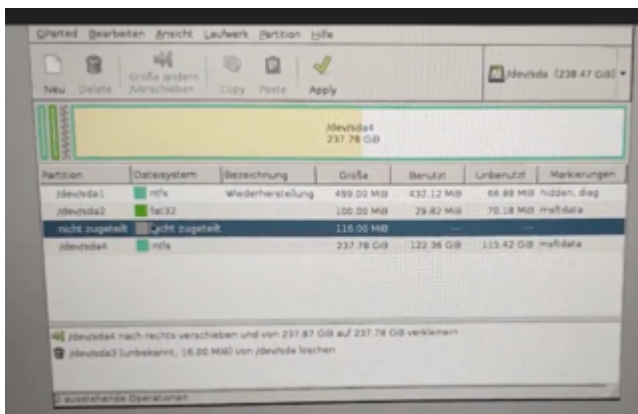 GParted Bearbeiten Ansicht Laufwerk Partition Hilfe
Neu Delete Größe ändern /Verschieben Copy Paste Apply /dev/sda (238.47 GiB)
/dev/sda4
237.78 GiB
Partition Dateisystem Bezeichnung Größe Benutzt Unbenutzt Markierungen
/dev/sda1 ntfs Wiederherstellung 499.00 MiB 432.12 MiB 66.88 MiB hidden, diag
/dev/sda2 fat32 100.00 MiB 29.82 MiB 70.18 MiB msftdata
nicht zugeteilt nicht zugeteilt 116.00 MiB --- ---
/dev/sda4 ntfs 237.78 GiB 122.36 GiB 115.42 GiB msftdata
/dev/sda4 nach rechts verschieben und von 237.87 GiB auf 237.78 GiB verkleinern
/dev/sda3 (unbekannt, 16.00 MiB) von /dev/sda löschen
2 ausstehende Operationen